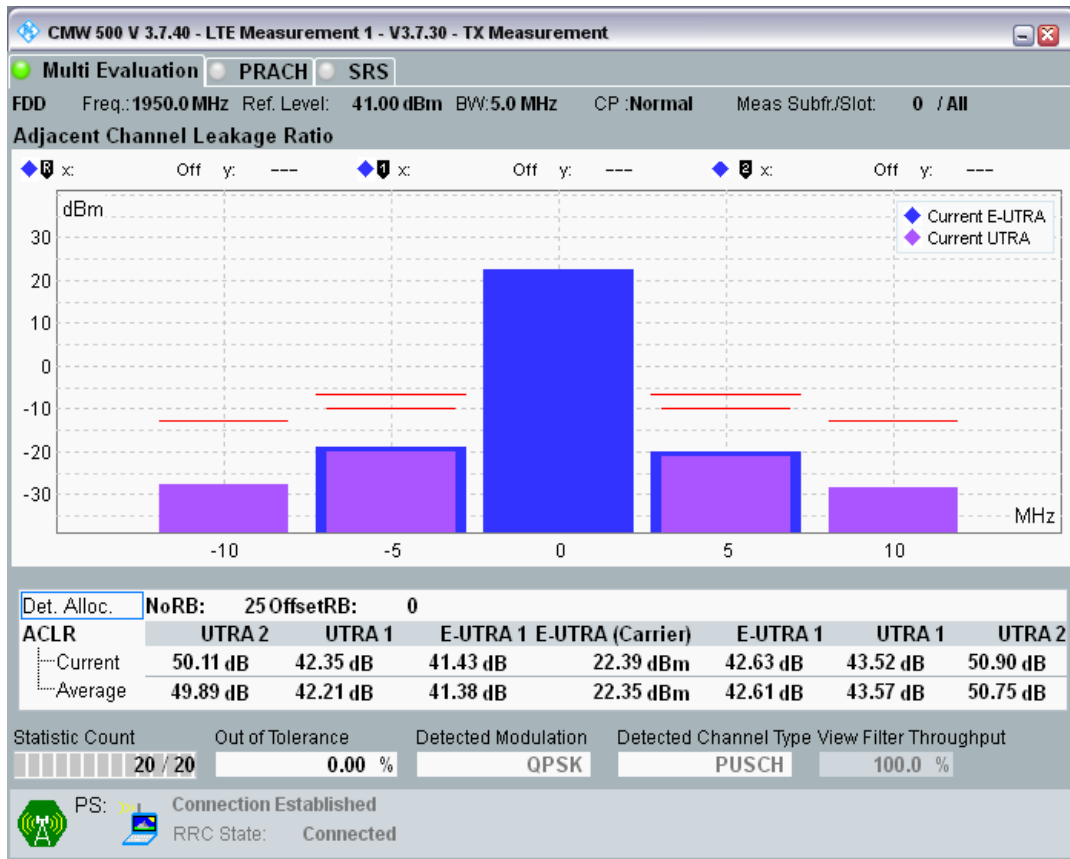 CMW 500 V 3.7.40 - LTE Measurement 1 - V3.7.30 - TX Measurement
Multi Evaluation PRACH SRS
FDD Freq.: 1950.0 MHz Ref. Level: 41.00 dBm BW: 5.0 MHz CP : Normal Meas Subfr./Slot: 0 / All
Adjacent Channel Leakage Ratio
R x: Off y: --- 1 x: Off y: --- 2 x: Off y: ---
dBm
Current E-UTRA
Current UTRA
30
20
10
0
-10
-20
-30
MHz
-10 -5 0 5 10
Det. Alloc. NoRB: 25 OffsetRB: 0
ACLR UTRA 2 UTRA 1 E-UTRA 1 E-UTRA (Carrier) E-UTRA 1 UTRA 1 UTRA 2
Current 50.11 dB 42.35 dB 41.43 dB 22.39 dBm 42.63 dB 43.52 dB 50.90 dB
Average 49.89 dB 42.21 dB 41.38 dB 22.35 dBm 42.61 dB 43.57 dB 50.75 dB
Statistic Count Out of Tolerance Detected Modulation Detected Channel Type View Filter Throughput
20 / 20 0.00 % QPSK PUSCH 100.0 %
PS: Connection Established
RRC State: Connected